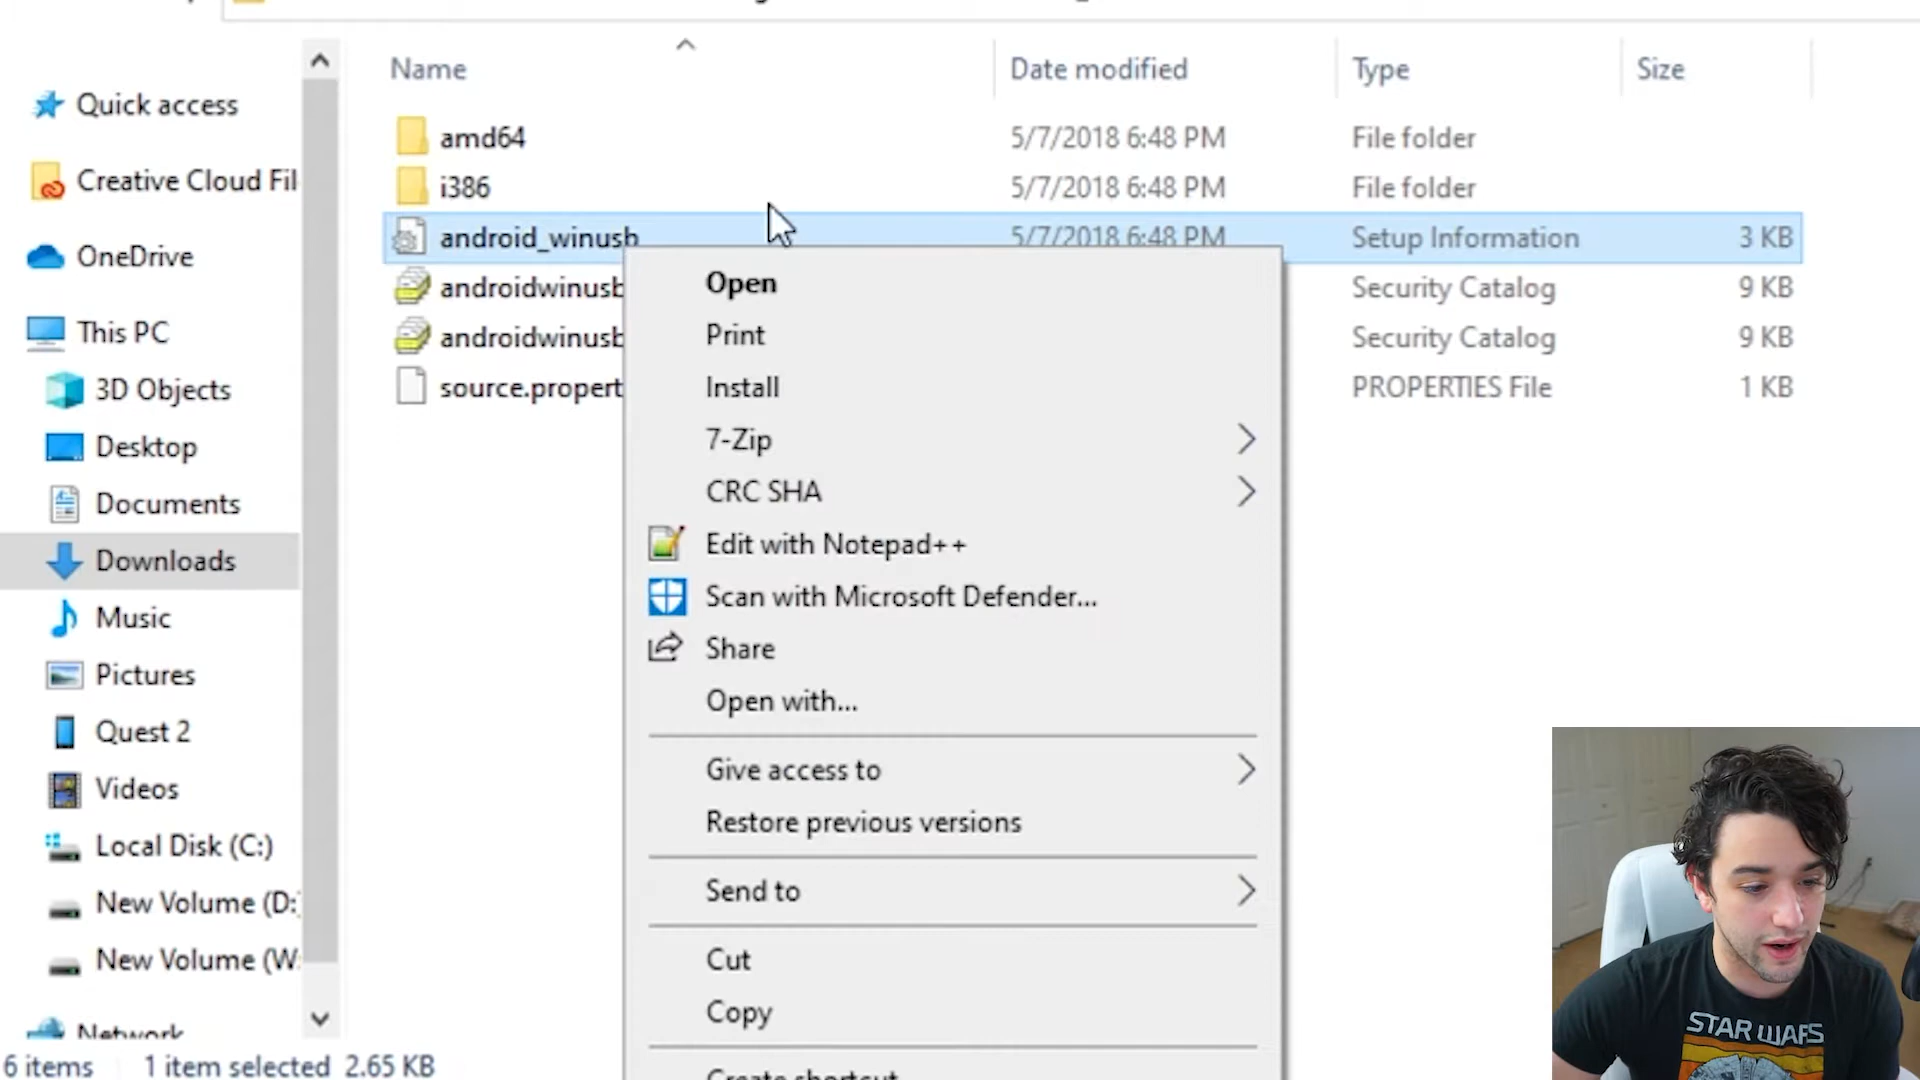 Name
Date modified
Type
Size
Quick access
Creative Cloud Fil
OneDrive
This PC
3D Objects
Desktop
Documents
Downloads
Music
Pictures
Quest 2
Videos
Local Disk (C:)
New Volume (D:
New Volume (W:
Network
amd64 5/7/2018 6:48 PM File folder
i386 5/7/2018 6:48 PM File folder
android_winusb 5/7/2018 6:48 PM Setup Information 3 KB
androidwinusb Security Catalog 9 KB
androidwinusb Security Catalog 9 KB
source.propert PROPERTIES File 1 KB
Open
Print
Install
7-Zip
CRC SHA
Edit with Notepad++
Scan with Microsoft Defender...
Share
Open with...
Give access to
Restore previous versions
Send to
Cut
Copy
Create shortcut
6 items 1 item selected 2.65 KB
STAR WARS